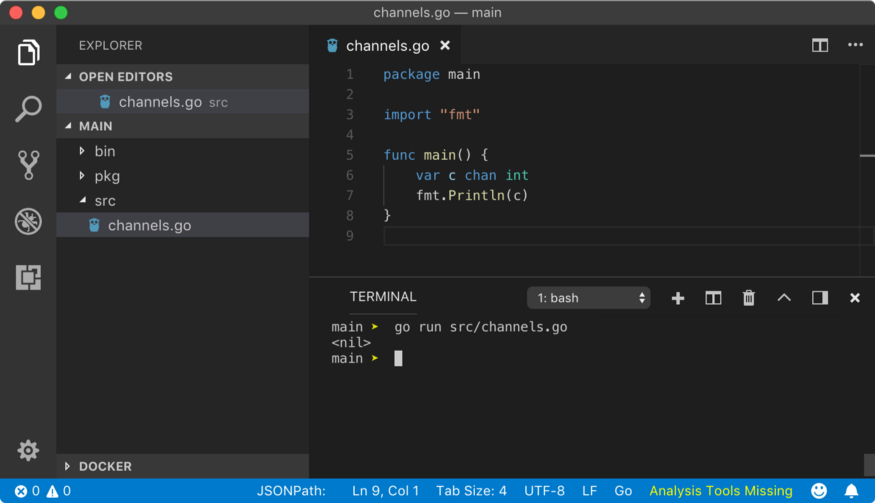 channels.go — main
EXPLORER
OPEN EDITORS
channels.go src
MAIN
bin
pkg
src
channels.go
DOCKER
channels.go ×
1 package main
2
3 import "fmt"
4
5 func main() {
6 var c chan int
7 fmt.Println(c)
8 }
9
TERMINAL
1: bash
main ➤ go run src/channels.go
<nil>
main ➤
0 0 JSONPath: Ln 9, Col 1 Tab Size: 4 UTF-8 LF Go Analysis Tools Missing